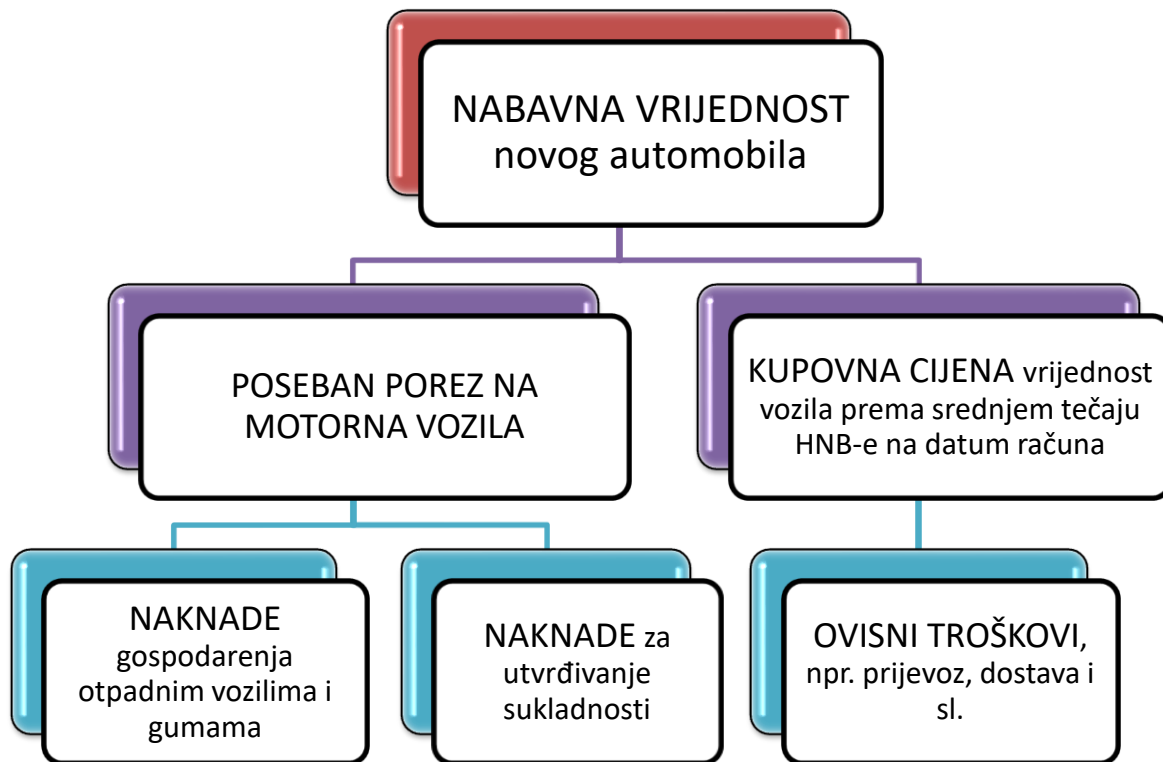 NABAVNA VRIJEDNOST
novog automobila
POSEBAN POREZ NA
MOTORNA VOZILA
KUPOVNA CIJENA vrijednost
vozila prema srednjem tečaju
HNB-e na datum računa
NAKNADE
gospodarenja
otpadnim vozilima i
gumama
NAKNADE za
utvrđivanje
sukladnosti
OVISNI TROŠKOVI,
npr. prijevoz, dostava i
sl.